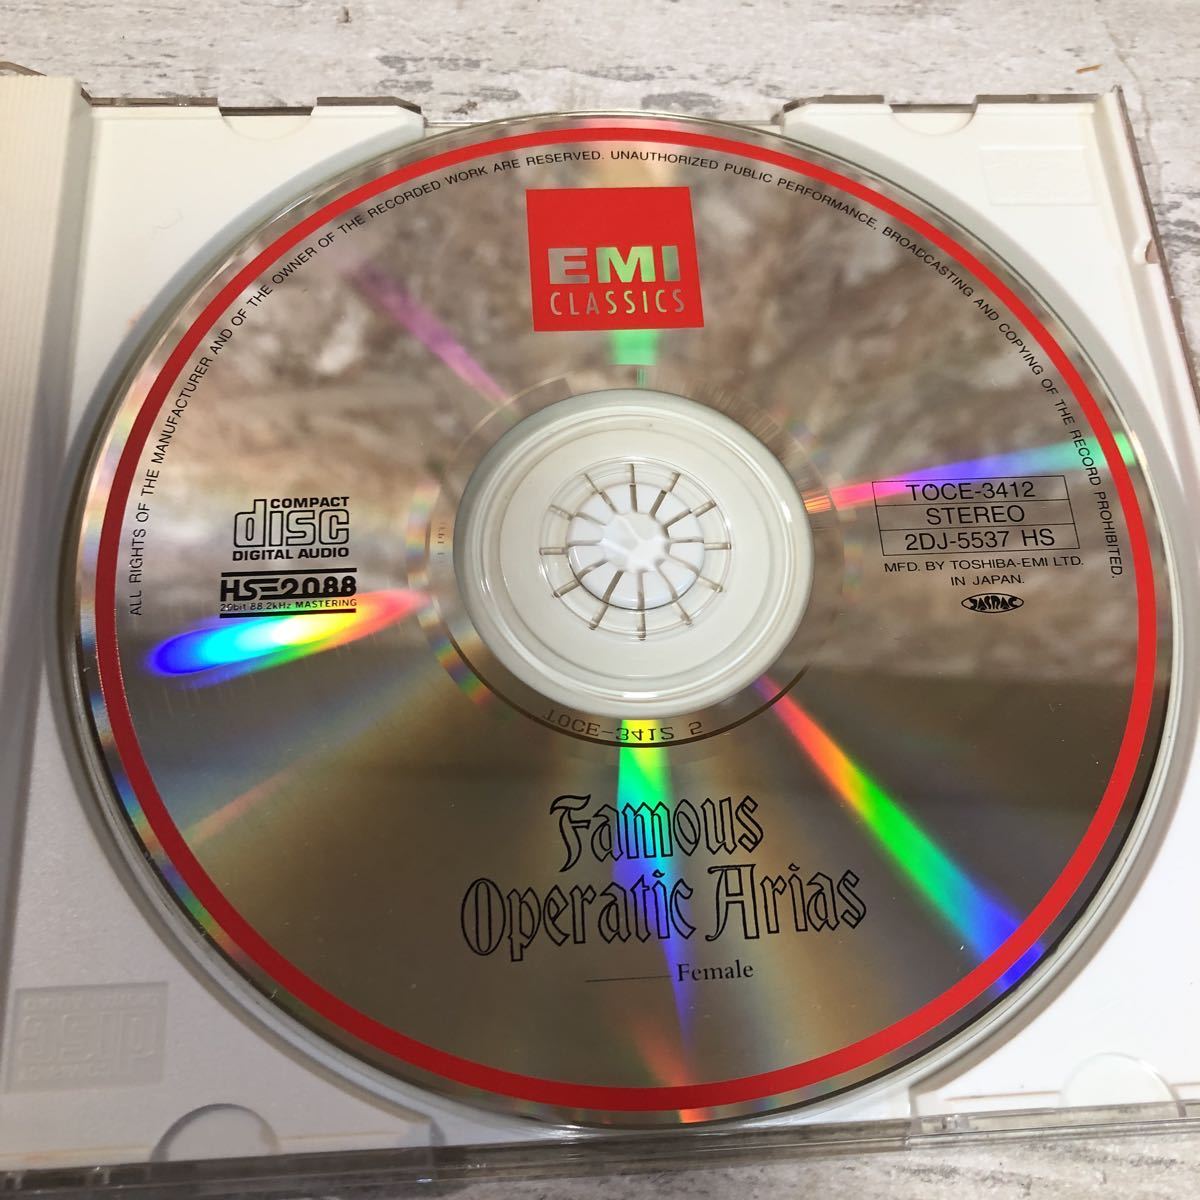 ALL RIGHTS OF THE MANUFACTURER AND OF THE OWNER OF THE RECORDED WORK ARE RESERVED. UNAUTHORIZED PUBLIC PERFORMANCE, BROADCASTING AND COPYING OF THE RECORD PROHIBITED.
EMI
CLASSICS
COMPACT
disc
DIGITAL AUDIO
HS-2088
20bit 88.2kHz MASTERING
TOCE-3412
STEREO
2DJ-5537 HS
MFD. BY TOSHIBA-EMI LTD.
IN JAPAN.
JASRAC
TOCE-3412 2
Famous
Operatic Arias
Female